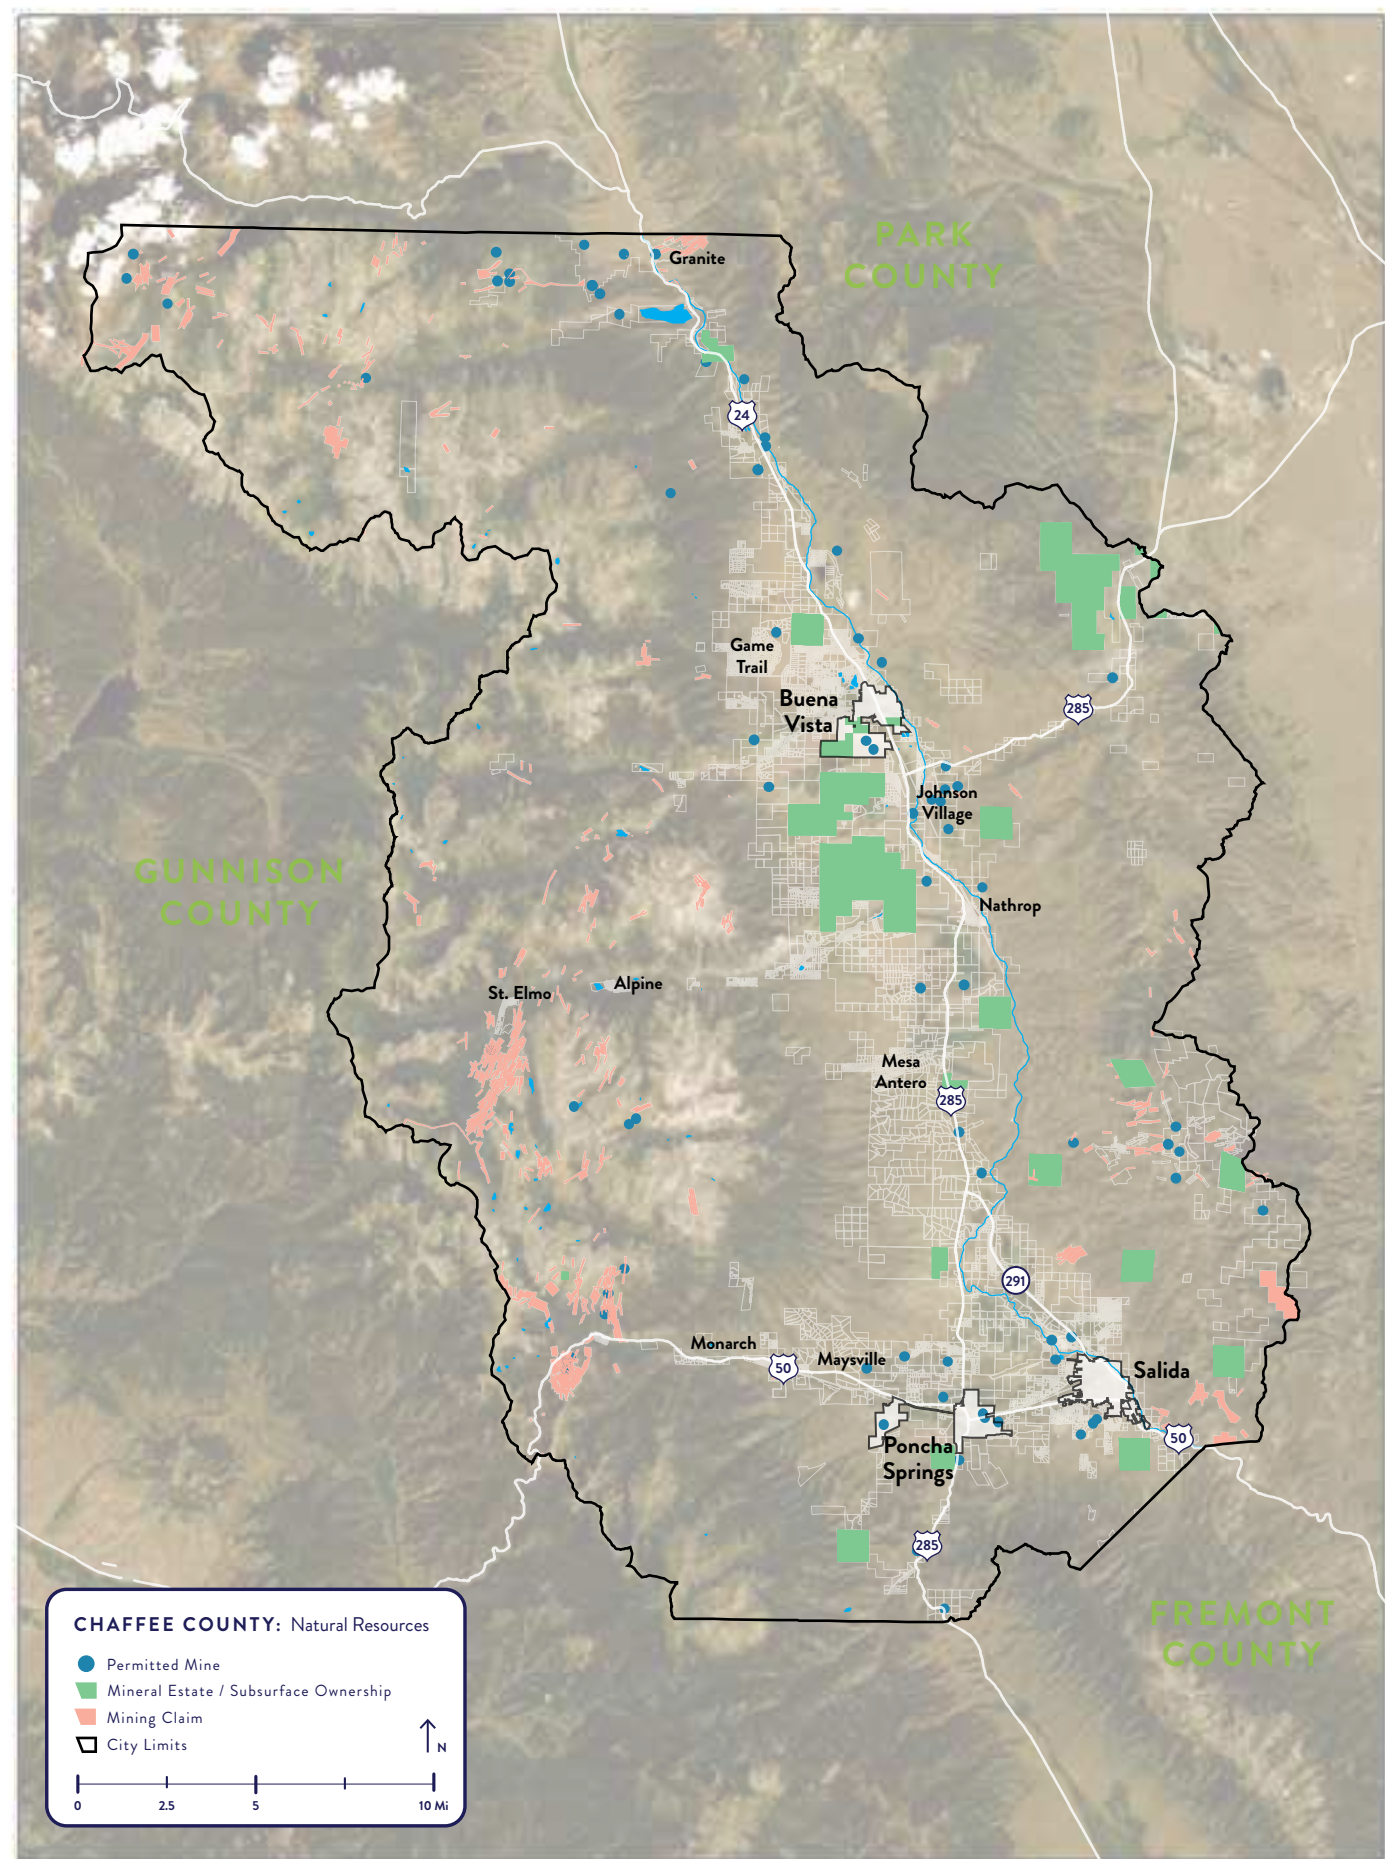 PARK
COUNTY
Granite
24
Game
Trail
Buena
Vista
285
Johnson
Village
GUNNISON
COUNTY
Nathrop
Alpine
St. Elmo
Mesa
Antero
285
291
Monarch
50
Maysville
Salida
50
Poncha
Springs
285
FREMONT
COUNTY
CHAFFEE COUNTY: Natural Resources
Permitted Mine
Mineral Estate / Subsurface Ownership
Mining Claim
City Limits
N
0 2.5 5 10 Mi